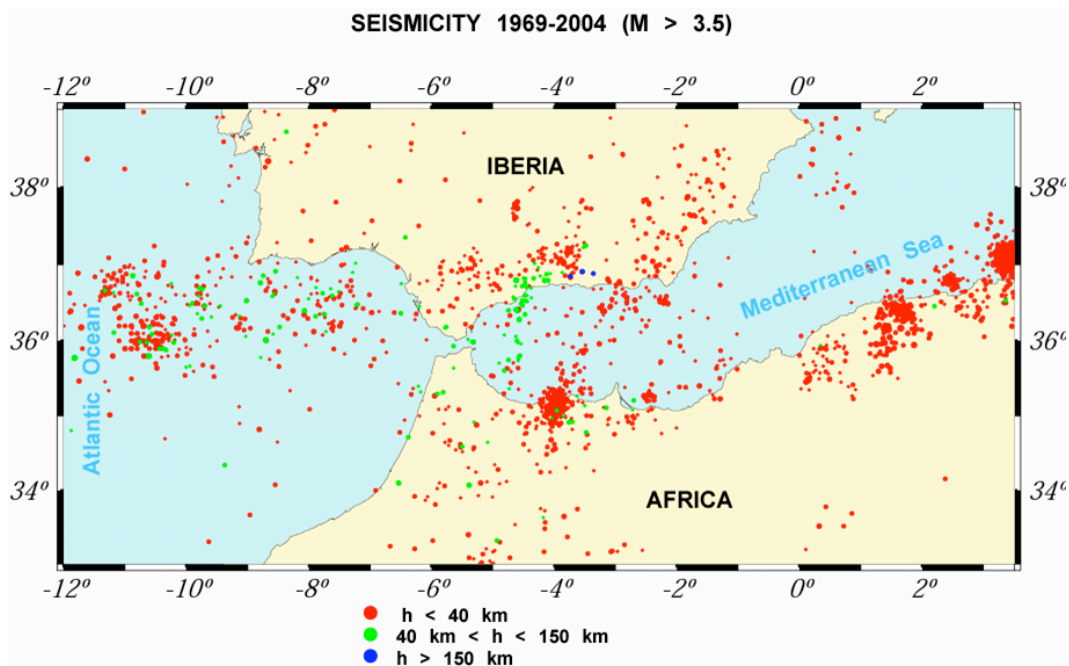 SEISMICITY 1969-2004 (M > 3.5)
-12º -10º -8º -6º -4º -2º 0º 2º
IBERIA
38º 38º
Mediterranean Sea
36º 36º
Atlantic Ocean
34º 34º
AFRICA
-12º -10º -8º -6º -4º -2º 0º 2º
h < 40 km
40 km < h < 150 km
h > 150 km